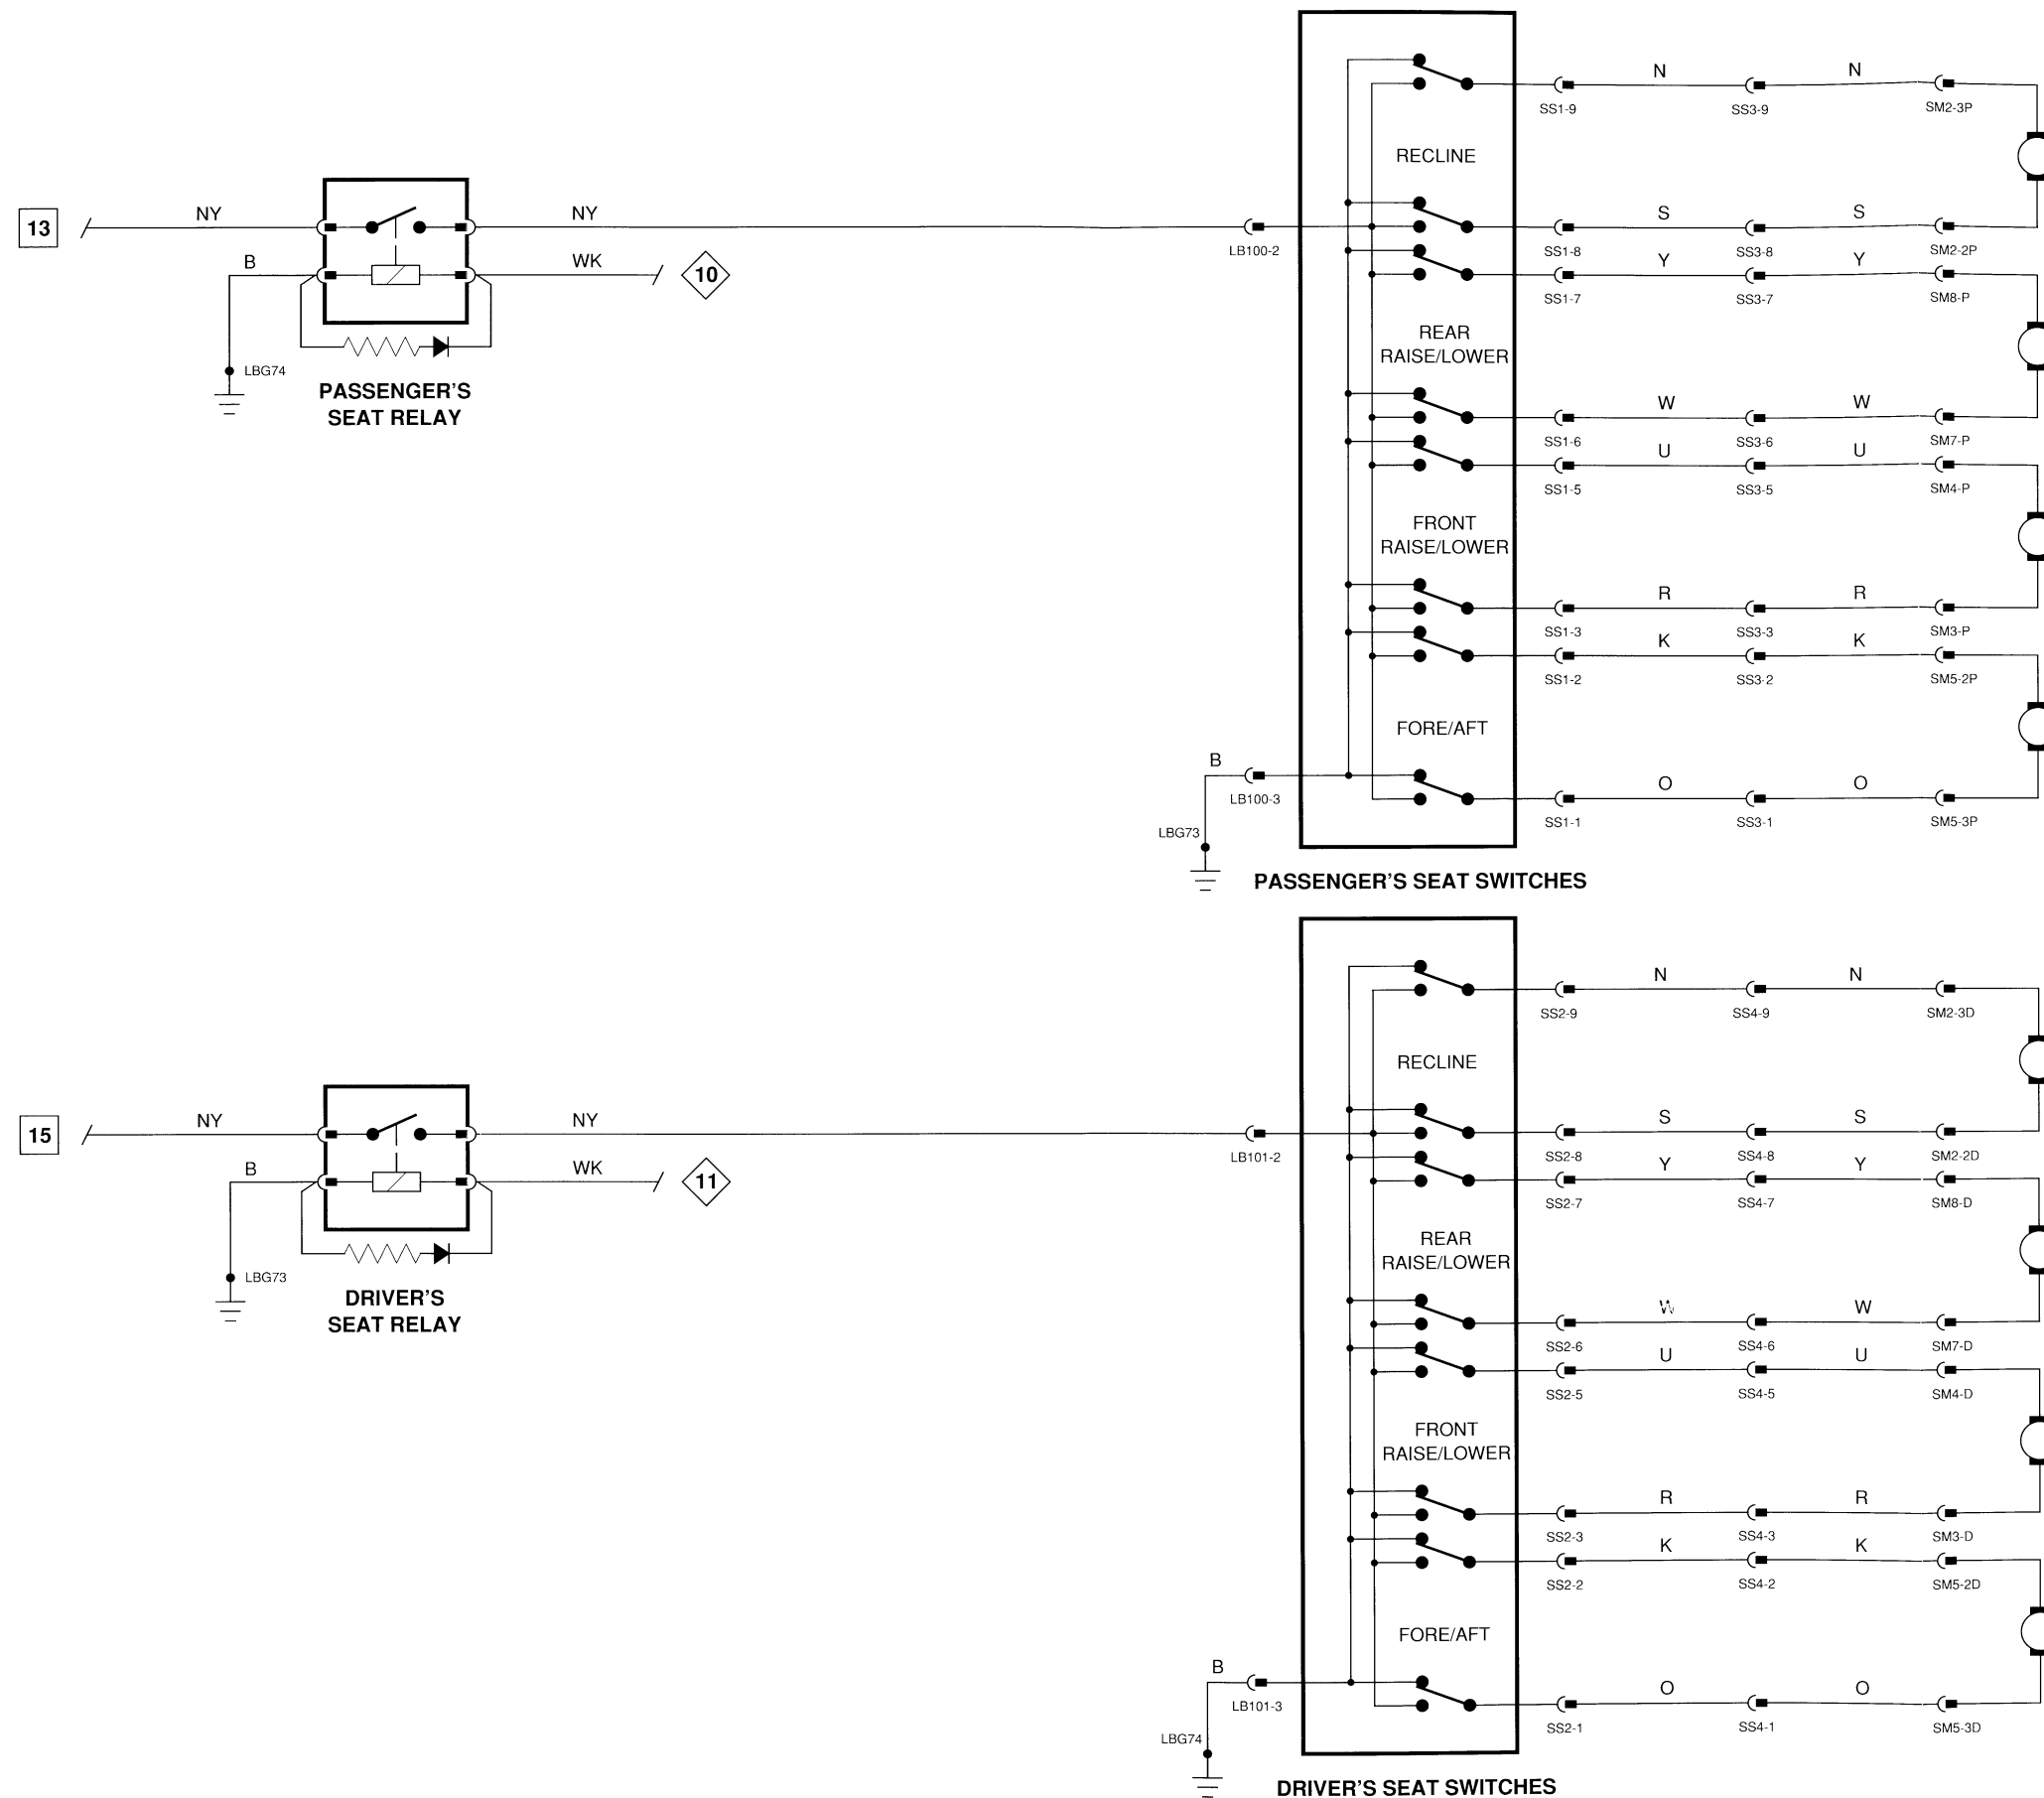 N N
SS1-9 SS3-9 SM2-3P
RECLINE
13 NY NY
LB100-2
S S
SS1-8 SS3-8 SM2-2P
B WK 10
Y Y
SS1-7 SS3-7 SM8-P
REAR
RAISE/LOWER
LBG74
PASSENGER'S
SEAT RELAY
W W
SS1-6 SS3-6 SM7-P
U U
SS1-5 SS3-5 SM4-P
FRONT
RAISE/LOWER
R R
SS1-3 SS3-3 SM3-P
K K
SS1-2 SS3-2 SM5-2P
FORE/AFT
B
LB100-3
O O
SS1-1 SS3-1 SM5-3P
LBG73
PASSENGER'S SEAT SWITCHES
N N
SS2-9 SS4-9 SM2-3D
RECLINE
15 NY NY
LB101-2
S S
SS2-8 SS4-8 SM2-2D
B WK 11
Y Y
SS2-7 SS4-7 SM8-D
REAR
RAISE/LOWER
LBG73
DRIVER'S
SEAT RELAY
W W
SS2-6 SS4-6 SM7-D
U U
SS2-5 SS4-5 SM4-D
FRONT
RAISE/LOWER
R R
SS2-3 SS4-3 SM3-D
K K
SS2-2 SS4-2 SM5-2D
FORE/AFT
B
LB101-3
O O
SS2-1 SS4-1 SM5-3D
LBG74
DRIVER'S SEAT SWITCHES